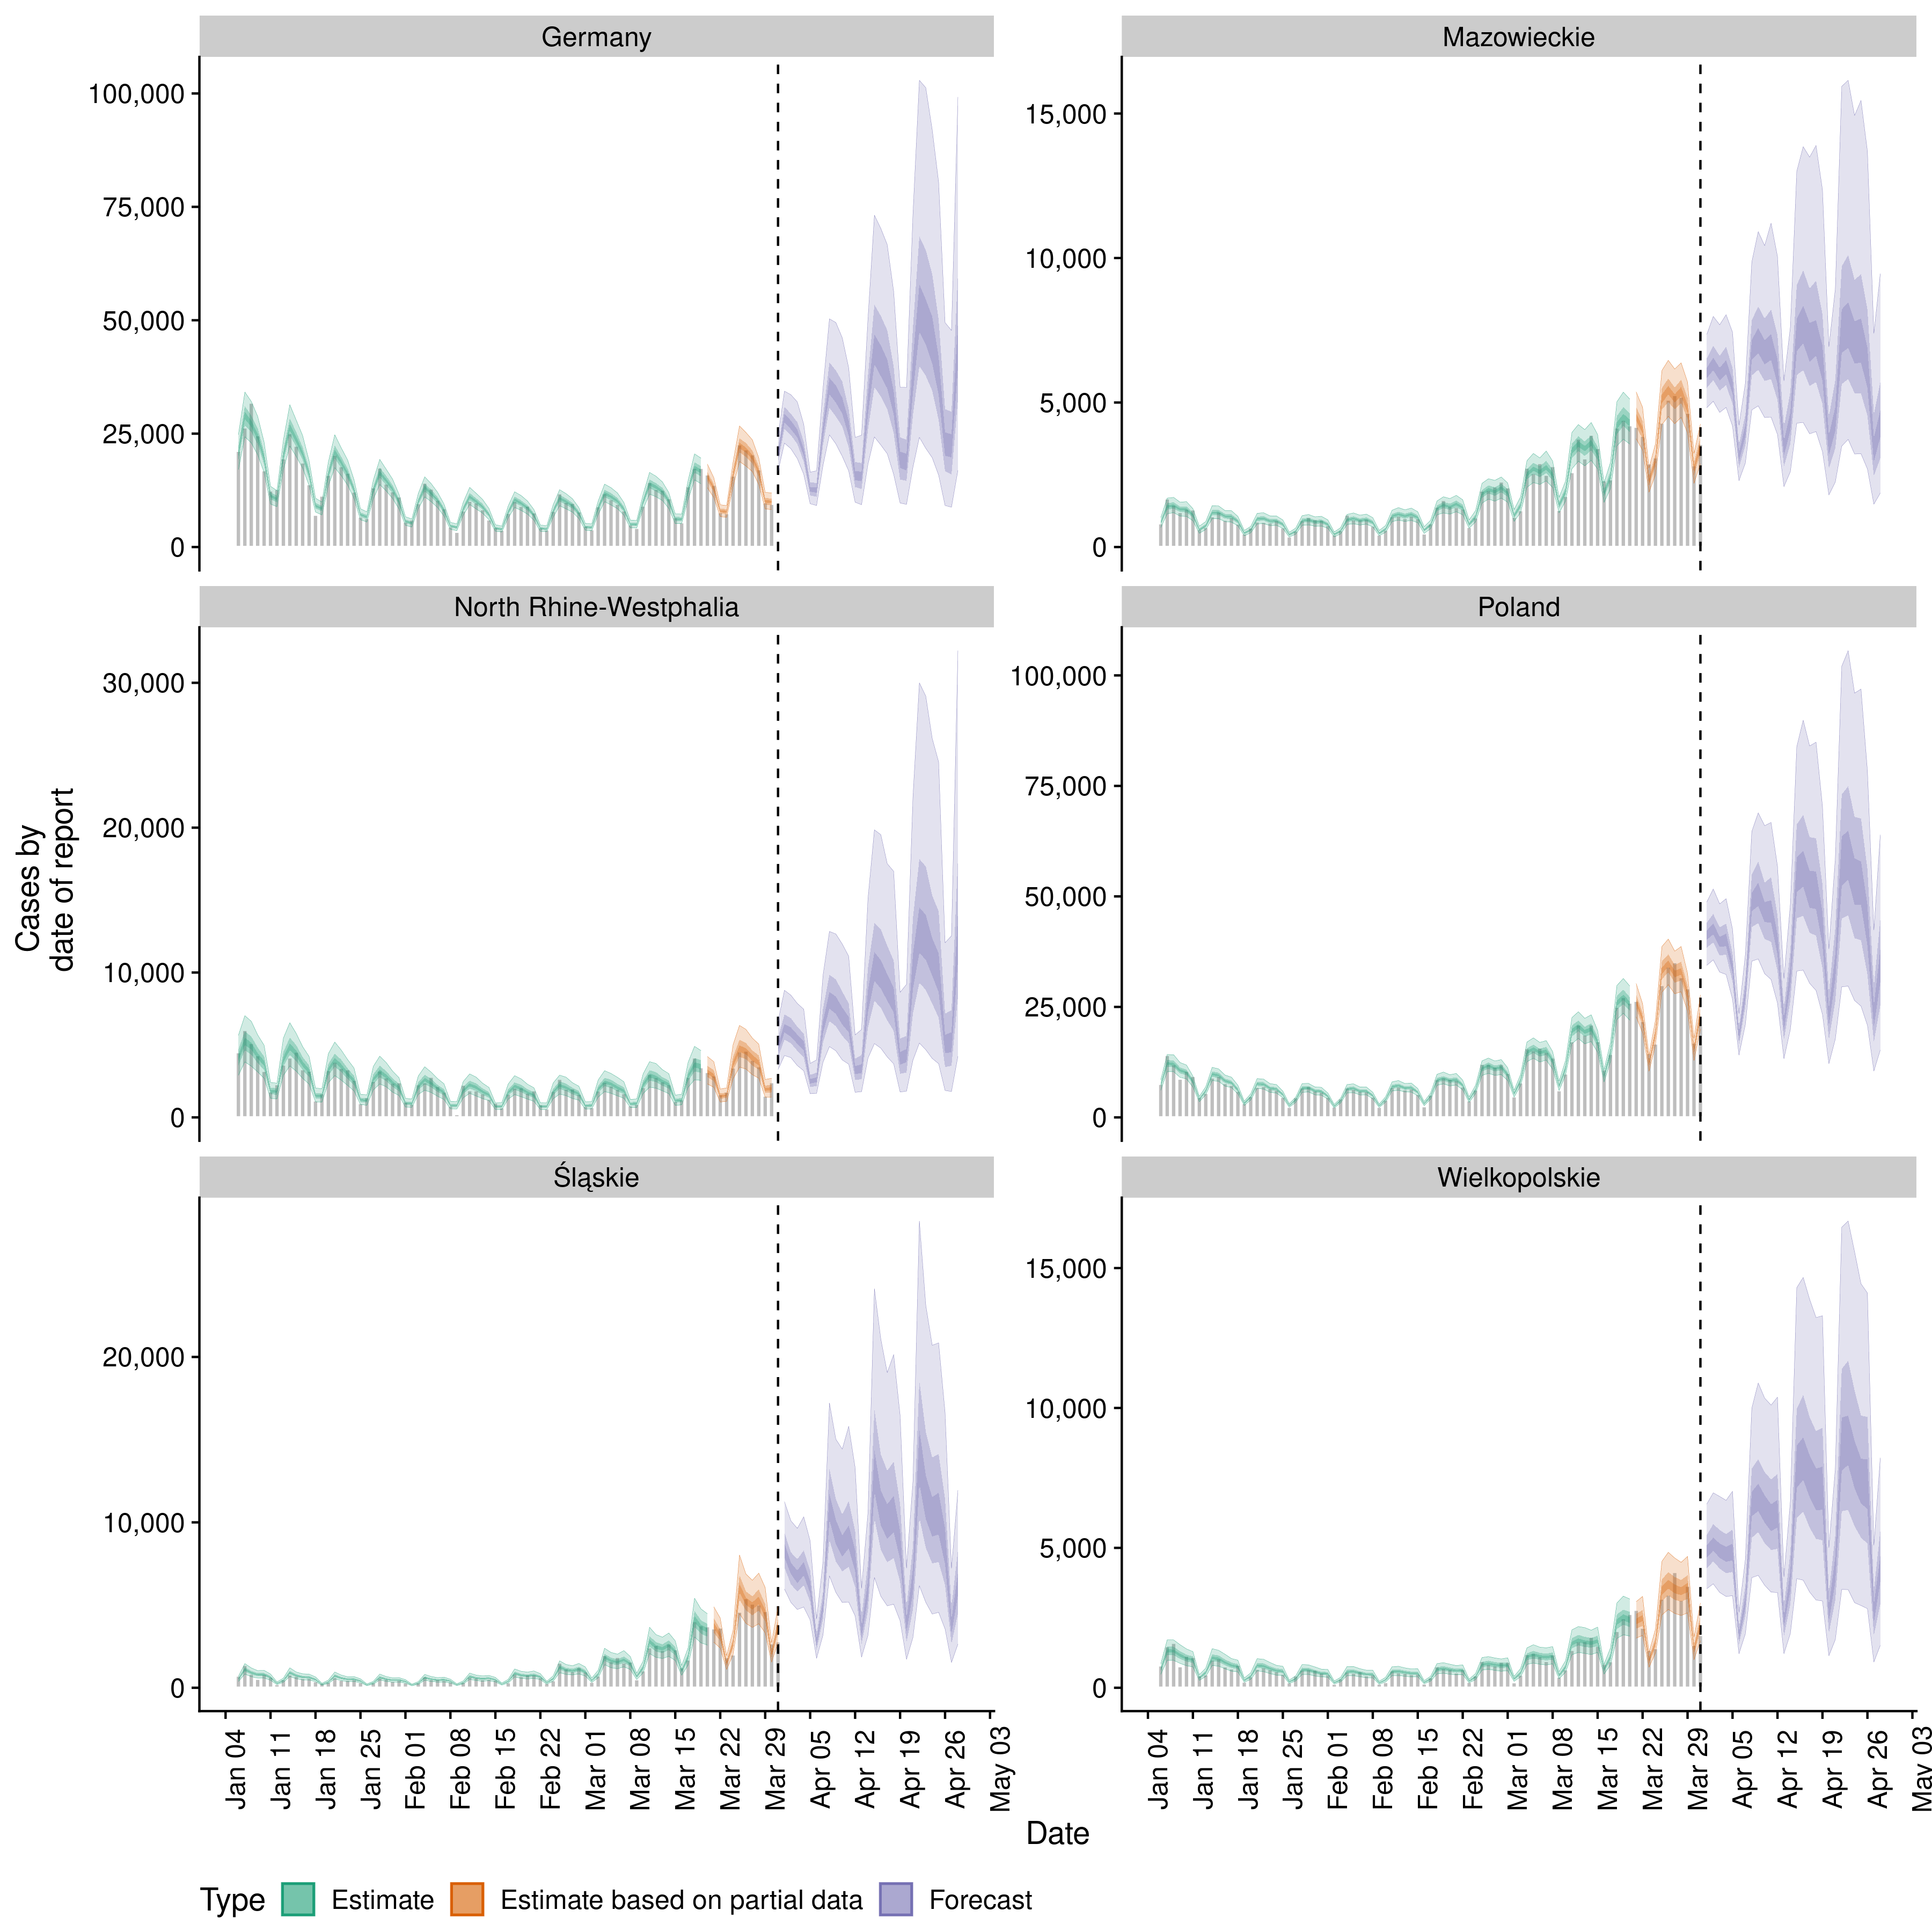 Germany
Mazowieckie
100,000
75,000
50,000
25,000
0
15,000
10,000
5,000
0
North Rhine-Westphalia
Poland
30,000
20,000
10,000
0
100,000
75,000
50,000
25,000
0
Cases by
date of report
Śląskie
Wielkopolskie
20,000
10,000
0
15,000
10,000
5,000
0
Jan 04
Jan 11
Jan 18
Jan 25
Feb 01
Feb 08
Feb 15
Feb 22
Mar 01
Mar 08
Mar 15
Mar 22
Mar 29
Apr 05
Apr 12
Apr 19
Apr 26
May 03
Jan 04
Jan 11
Jan 18
Jan 25
Feb 01
Feb 08
Feb 15
Feb 22
Mar 01
Mar 08
Mar 15
Mar 22
Mar 29
Apr 05
Apr 12
Apr 19
Apr 26
May 03
Date
Type Estimate Estimate based on partial data Forecast